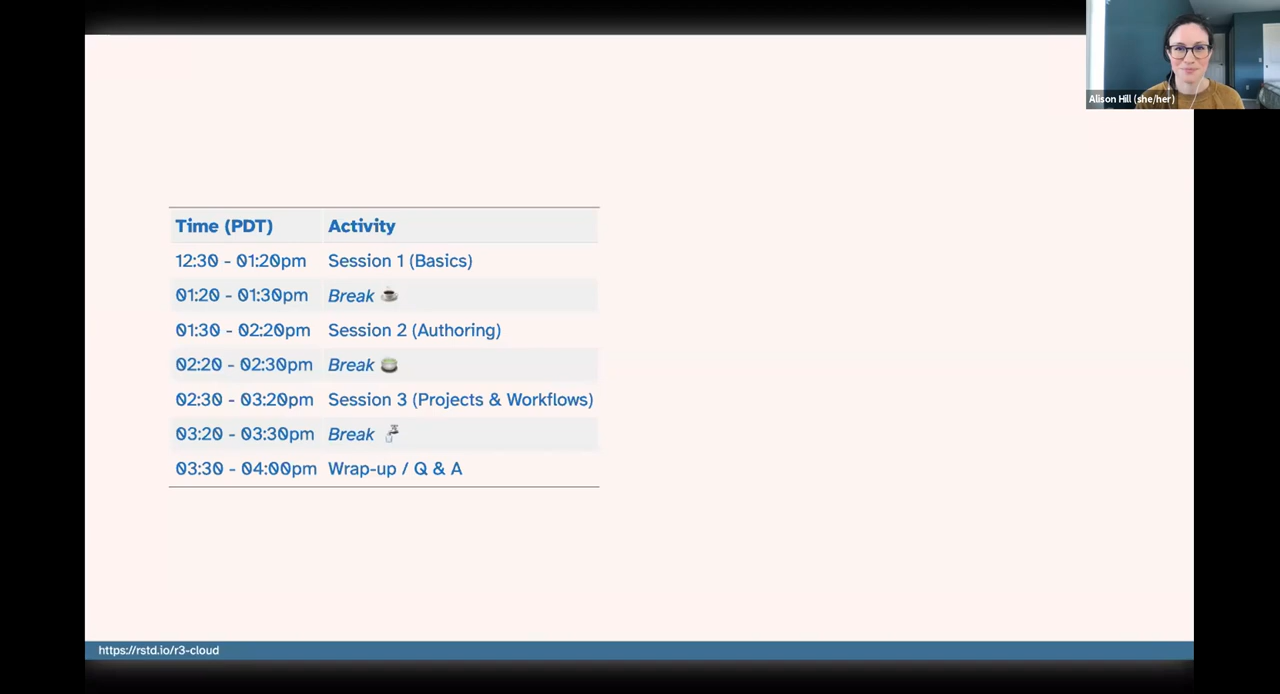 Alison Hill (she/her)
Time (PDT) Activity
12:30 - 01:20pm Session 1 (Basics)
01:20 - 01:30pm Break ☕
01:30 - 02:20pm Session 2 (Authoring)
02:20 - 02:30pm Break 🍵
02:30 - 03:20pm Session 3 (Projects & Workflows)
03:20 - 03:30pm Break 🚰
03:30 - 04:00pm Wrap-up / Q & A
https://rstd.io/r3-cloud